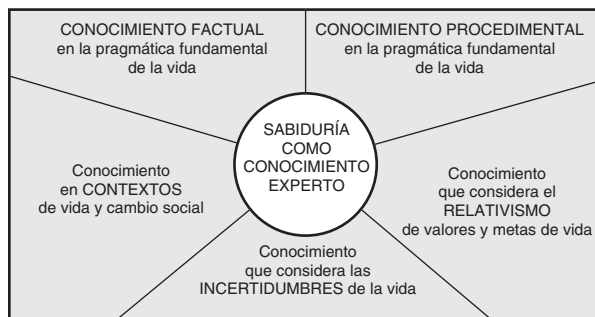 CONOCIMIENTO FACTUAL
en la pragmática fundamental
de la vida
CONOCIMIENTO PROCEDIMENTAL
en la pragmática fundamental
de la vida
SABIDURÍA
COMO
CONOCIMIENTO
EXPERTO
Conocimiento
en CONTEXTOS
de vida y cambio social
Conocimiento
que considera el
RELATIVISMO
de valores y metas de vida
Conocimiento
que considera las
INCERTIDUMBRES de la vida